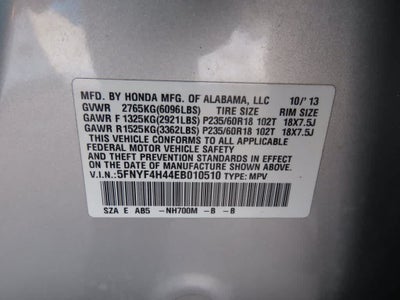 MFD. BY HONDA MFG. OF ALABAMA, LLC 10/'13
GVWR 2765KG(6096LBS) TIRE SIZE RIM SIZE
GAWR F 1325KG(2921LBS) P235/60R18 102T 18X7.5J
GAWR R 1525KG(3362LBS) P235/60R18 102T 18X7.5J
THIS VEHICLE CONFORMS TO ALL APPLICABLE
FEDERAL MOTOR VEHICLE SAFETY AND THEFT
PREVENTION STANDARDS IN EFFECT ON THE
DATE OF MANUFACTURE SHOWN ABOVE.
V.I.N.: 5FNYF4H44EB010510 TYPE: MPV
SZA E AB5 -NH700M -B -B